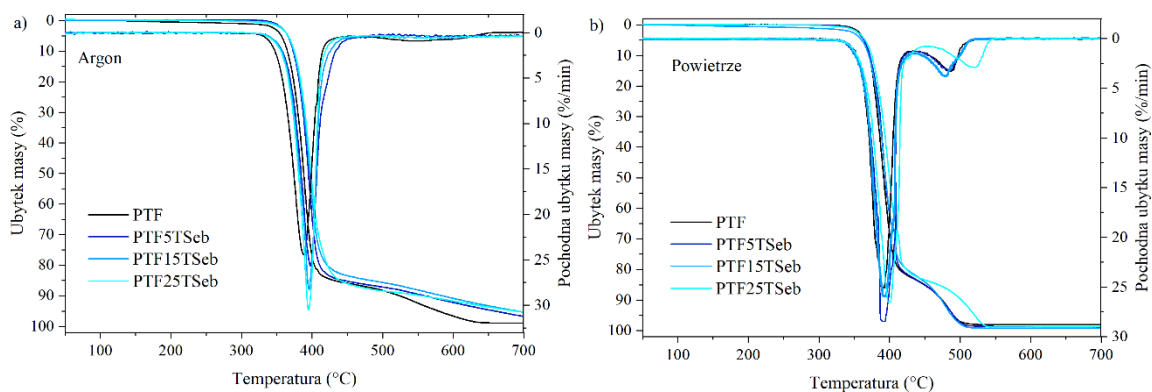 a)
Argon
Ubytek masy (%)
0
10
20
30
40
50
60
70
80
90
100
PTF
PTF5TSeb
PTF15TSeb
PTF25TSeb
0
5
10
15
20
25
30
Pochodna ubytku masy (%/min)
100 200 300 400 500 600 700
Temperatura (°C)
b)
Powietrze
Ubytek masy (%)
0
10
20
30
40
50
60
70
80
90
100
PTF
PTF5TSeb
PTF15TSeb
PTF25TSeb
0
5
10
15
20
25
30
Pochodna ubytku masy (%/min)
100 200 300 400 500 600 700
Temperatura (°C)